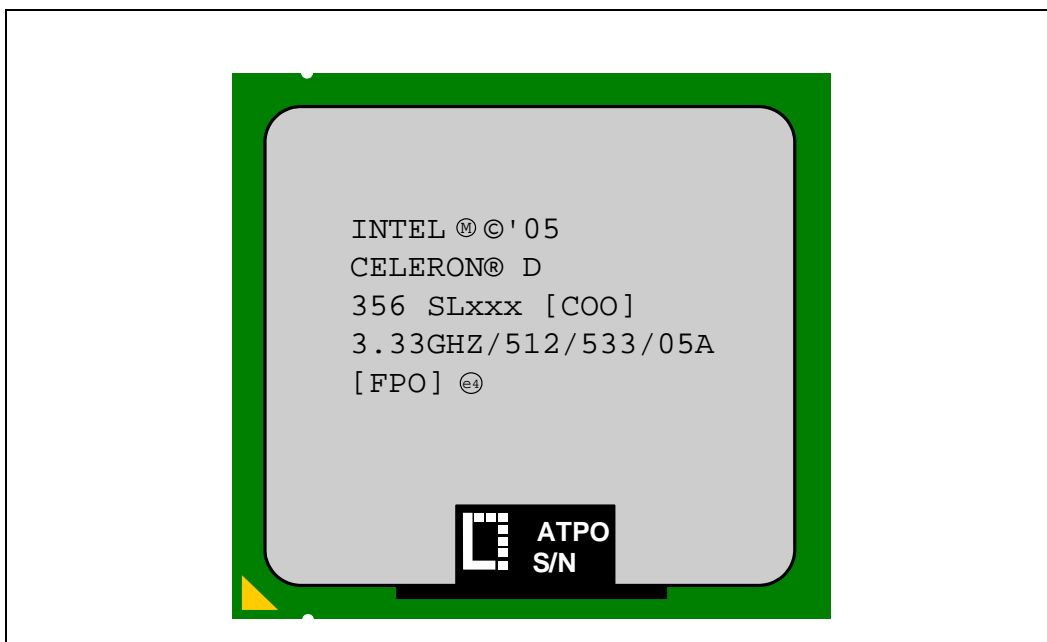 INTEL Ⓜ©'05
CELERON® D
356 SLxxx [COO]
3.33GHZ/512/533/05A
[FPO] (e4)
ATPO
S/N